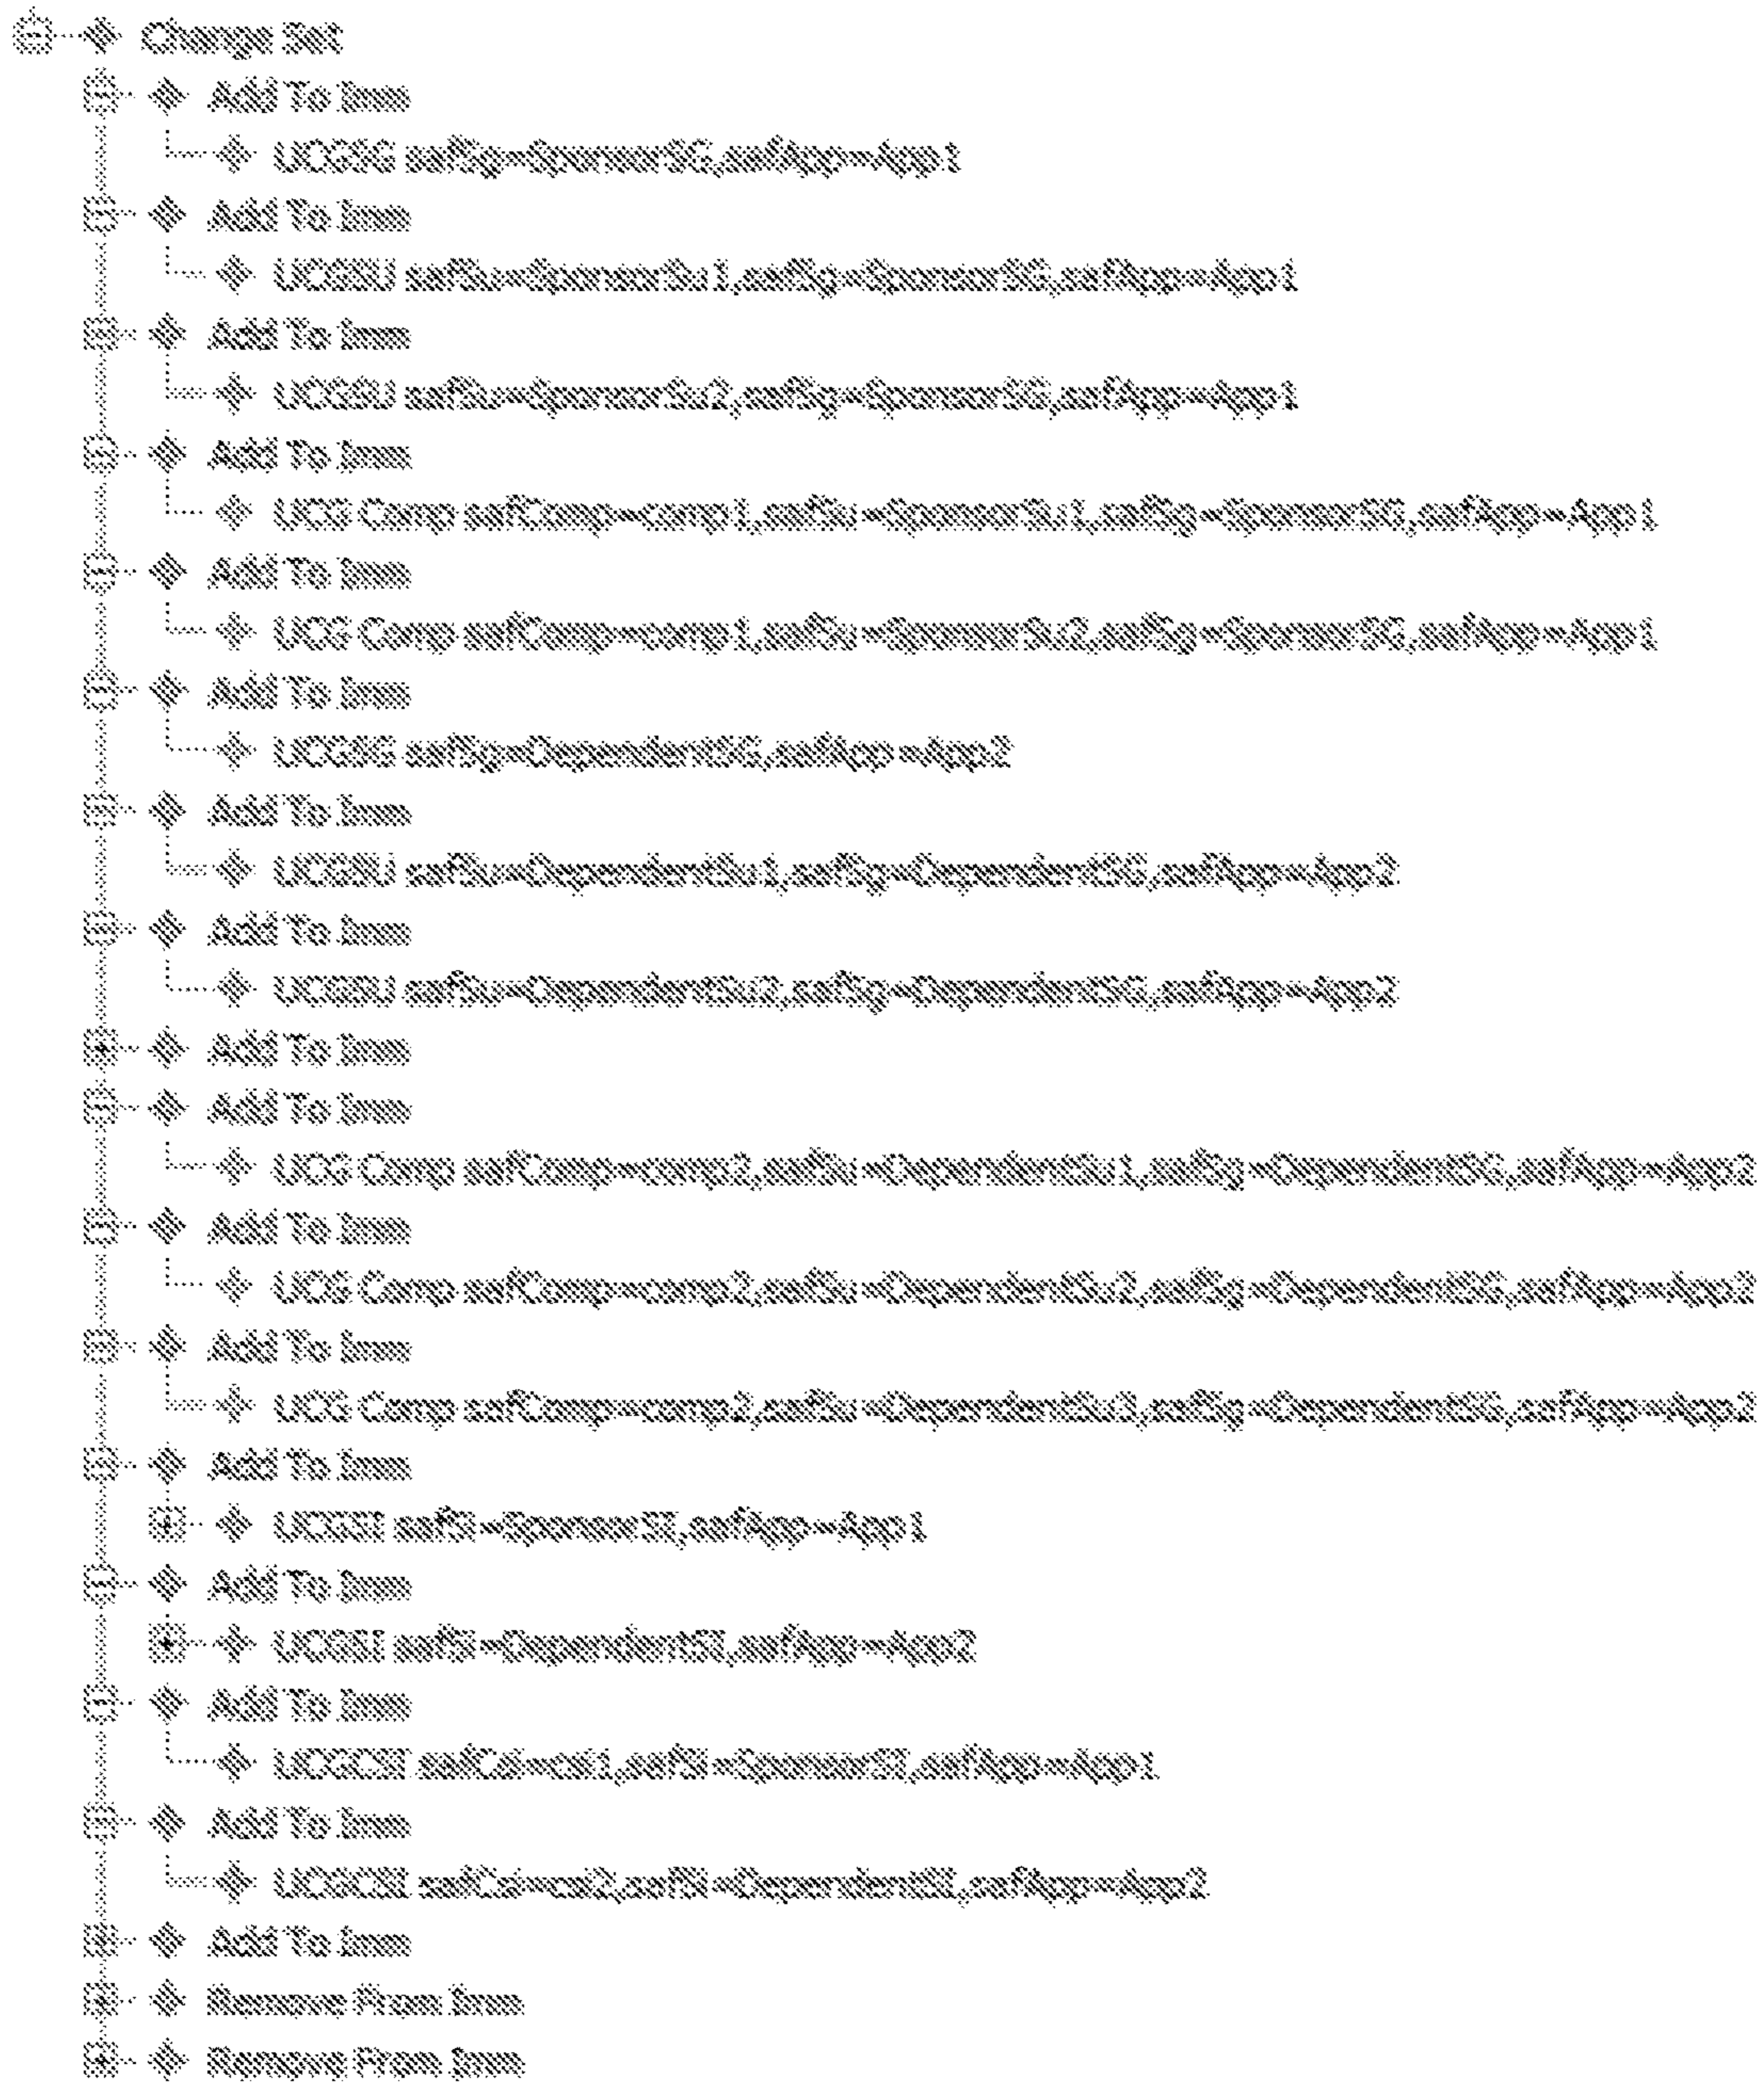 Change Set
Add To Imm
UCGSG safSg=SponsorSG,safApp=App1
Add To Imm
UCGSU safSu=SponsorSu1,safSg=SponsorSG,safApp=App1
Add To Imm
UCGSU safSu=SponsorSu2,safSg=SponsorSG,safApp=App1
Add To Imm
UCG Comp safComp=comp1,safSu=SponsorSu1,safSg=SponsorSG,safApp=App1
Add To Imm
UCG Comp safComp=comp1,safSu=SponsorSu2,safSg=SponsorSG,safApp=App1
Add To Imm
UCGSG safSg=DependentSG,safApp=App2
Add To Imm
UCGSU safSu=DependentSu1,safSg=DependentSG,safApp=App2
Add To Imm
UCGSU safSu=DependentSu2,safSg=DependentSG,safApp=App2
Add To Imm
Add To Imm
UCG Comp safComp=comp2,safSu=DependentSu1,safSg=DependentSG,safApp=App2
Add To Imm
UCG Comp safComp=comp2,safSu=DependentSu2,safSg=DependentSG,safApp=App2
Add To Imm
UCG Comp safComp=comp2,safSu=DependentSu3,safSg=DependentSG,safApp=App2
Add To Imm
UCGSI safSi=SponsorSI,safApp=App1
Add To Imm
UCGSI safSi=DependentSI,safApp=App2
Add To Imm
UCGCSI safCsi=csi1,safSi=SponsorSI,safApp=App1
Add To Imm
UCGCSI safCsi=csi2,safSi=DependentSI,safApp=App2
Add To Imm
Remove From Imm
Remove From Imm